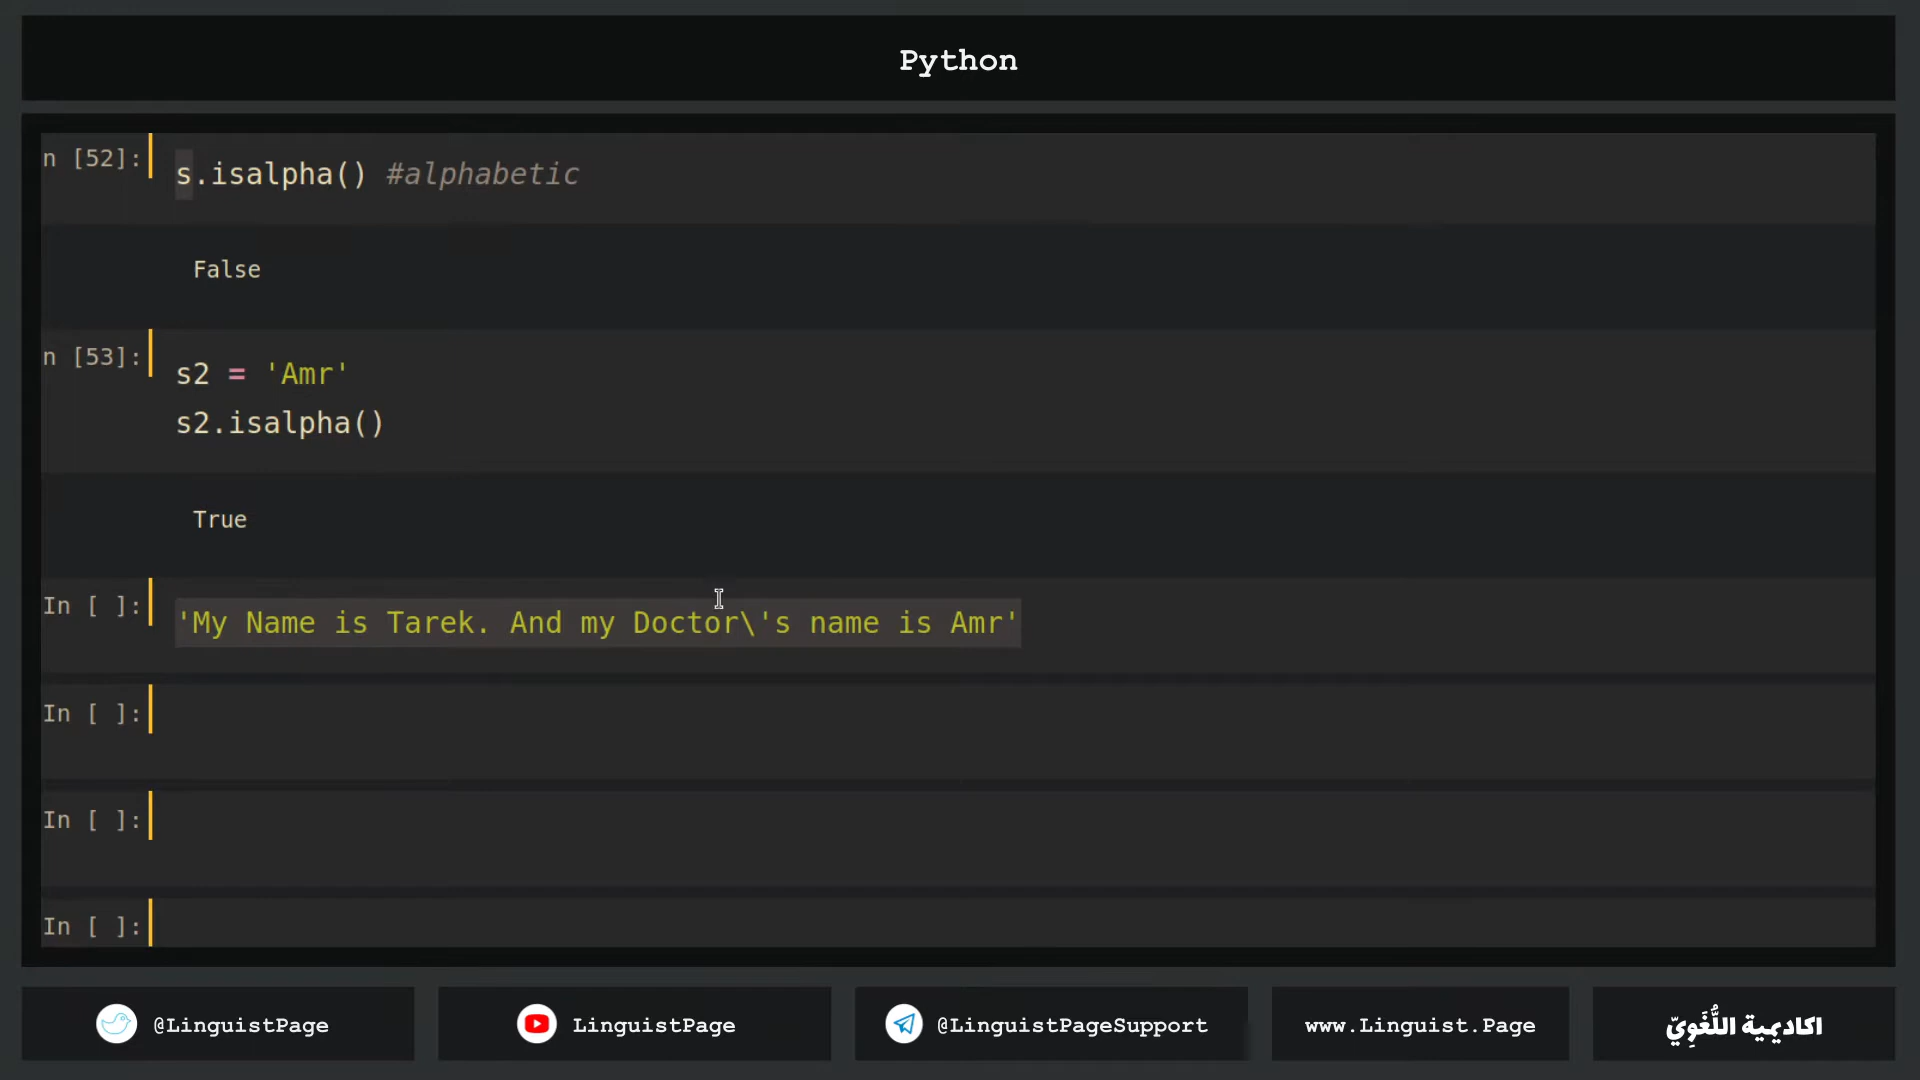 Python
n [52]: s.isalpha() #alphabetic
False
n [53]: s2 = 'Amr'
s2.isalpha()
True
In [ ]: 'My Name is Tarek. And my Doctor\'s name is Amr'
In [ ]:
In [ ]:
In [ ]:
@LinguistPage LinguistPage @LinguistPageSupport www.Linguist.Page اكاديمية اللُّغَوِيّ